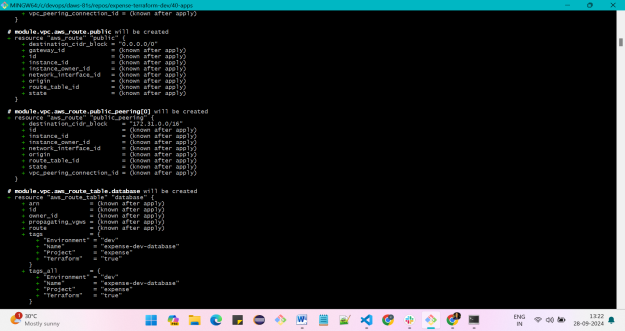 MINGW64:/c/devops/daws-81s/repos/expense-terraform-dev/40-apps
+ vpc_peering_connection_id = (known after apply)
}
# module.vpc.aws_route.public will be created
+ resource "aws_route" "public" {
+ destination_cidr_block = "0.0.0.0/0"
+ gateway_id = (known after apply)
+ id = (known after apply)
+ instance_id = (known after apply)
+ instance_owner_id = (known after apply)
+ network_interface_id = (known after apply)
+ origin = (known after apply)
+ route_table_id = (known after apply)
+ state = (known after apply)
}
# module.vpc.aws_route.public_peering[0] will be created
+ resource "aws_route" "public_peering" {
+ destination_cidr_block = "172.31.0.0/16"
+ id = (known after apply)
+ instance_id = (known after apply)
+ instance_owner_id = (known after apply)
+ network_interface_id = (known after apply)
+ origin = (known after apply)
+ route_table_id = (known after apply)
+ state = (known after apply)
+ vpc_peering_connection_id = (known after apply)
}
# module.vpc.aws_route_table.database will be created
+ resource "aws_route_table" "database" {
+ arn = (known after apply)
+ id = (known after apply)
+ owner_id = (known after apply)
+ propagating_vgws = (known after apply)
+ route = (known after apply)
+ tags = {
+ "Environment" = "dev"
+ "Name" = "expense-dev-database"
+ "Project" = "expense"
+ "Terraform" = "true"
}
+ tags_all = {
+ "Environment" = "dev"
+ "Name" = "expense-dev-database"
+ "Project" = "expense"
+ "Terraform" = "true"
}
30°C
Mostly sunny
ENG
IN
13:22
28-09-2024